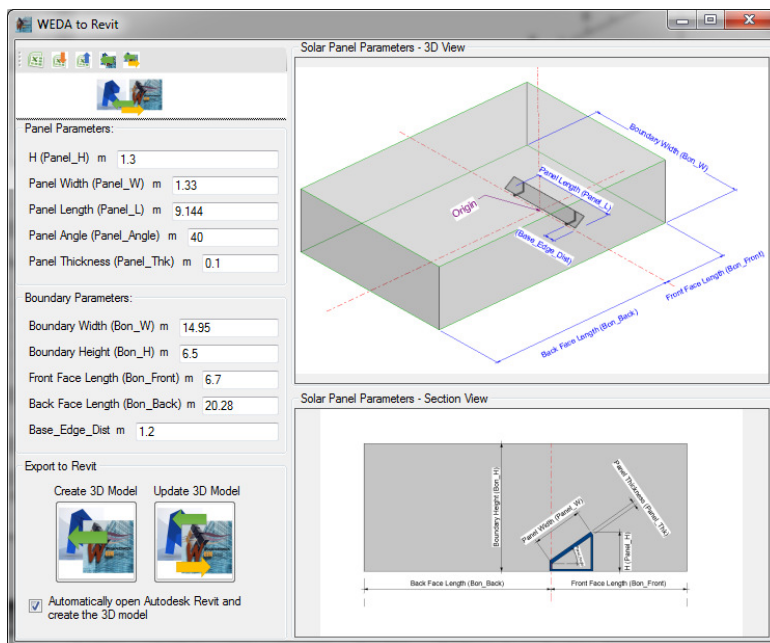 WEDA to Revit
Panel Parameters:
H (Panel_H) m 1.3
Panel Width (Panel_W) m 1.33
Panel Length (Panel_L) m 9.144
Panel Angle (Panel_Angle) m 40
Panel Thickness (Panel_Thk) m 0.1
Boundary Parameters:
Boundary Width (Bon_W) m 14.95
Boundary Height (Bon_H) m 6.5
Front Face Length (Bon_Front) m 6.7
Back Face Length (Bon_Back) m 20.28
Base_Edge_Dist m 1.2
Export to Revit
Create 3D Model Update 3D Model
Automatically open Autodesk Revit and
create the 3D model
Solar Panel Parameters - 3D View
Boundary Width (Bon_W)
Panel Length (Panel_L)
Origin
(Base_Edge_Dist)
Front Face Length (Bon_Front)
Back Face Length (Bon_Back)
Solar Panel Parameters - Section View
Boundary Height (Bon_H)
Panel Width (Panel_W)
Panel Thickness (Panel_Thk)
H (Panel_H)
Back Face Length (Bon_Back)
Front Face Length (Bon_Front)